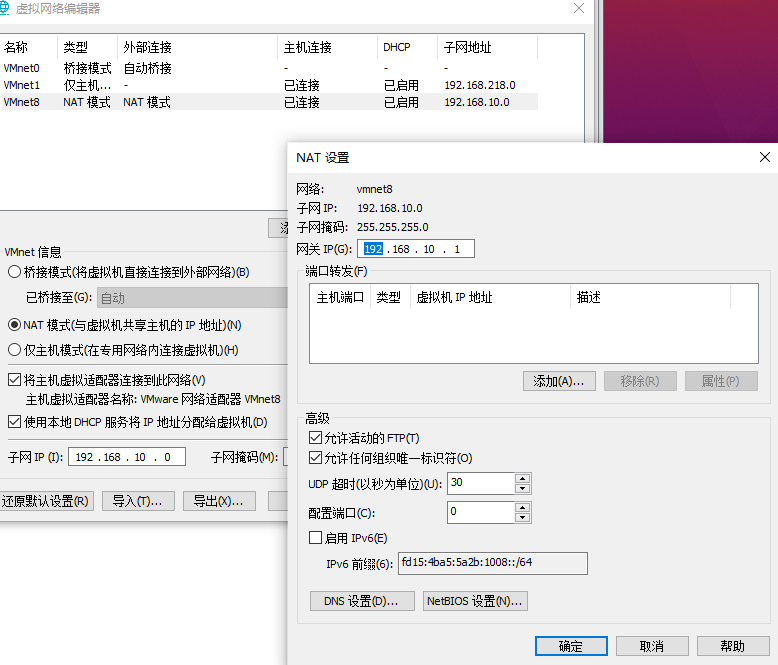 虚拟网络编辑器
名称 类型 外部连接 主机连接 DHCP 子网地址
VMnet0 桥接模式 自动桥接 - - -
VMnet1 仅主机... - 已连接 已启用 192.168.218.0
VMnet8 NAT 模式 NAT 模式 已连接 已启用 192.168.10.0
VMnet 信息
桥接模式(将虚拟机直接连接到外部网络)(B)
已桥接至(G): 自动
NAT 模式(与虚拟机共享主机的 IP 地址)(N)
仅主机模式(在专用网络内连接虚拟机)(H)
将主机虚拟适配器连接到此网络(V)
主机虚拟适配器名称: VMware 网络适配器 VMnet8
使用本地 DHCP 服务将 IP 地址分配给虚拟机(D)
子网 IP (I): 192 . 168 . 10 . 0 子网掩码(M):
还原默认设置(R) 导入(T)... 导出(X)...
NAT 设置
网络: vmnet8
子网 IP: 192.168.10.0
子网掩码: 255.255.255.0
网关 IP(G): 192 . 168 . 10 . 1
端口转发(F)
主机端口 类型 虚拟机 IP 地址 描述
添加(A)... 移除(R) 属性(P)
高级
允许活动的 FTP(T)
允许任何组织唯一标识符(O)
UDP 超时(以秒为单位)(U): 30
配置端口(C): 0
启用 IPv6(E)
IPv6 前缀(6): fd15:4ba5:5a2b:1008::/64
DNS 设置(D)... NetBIOS 设置(N)...
确定 取消 帮助